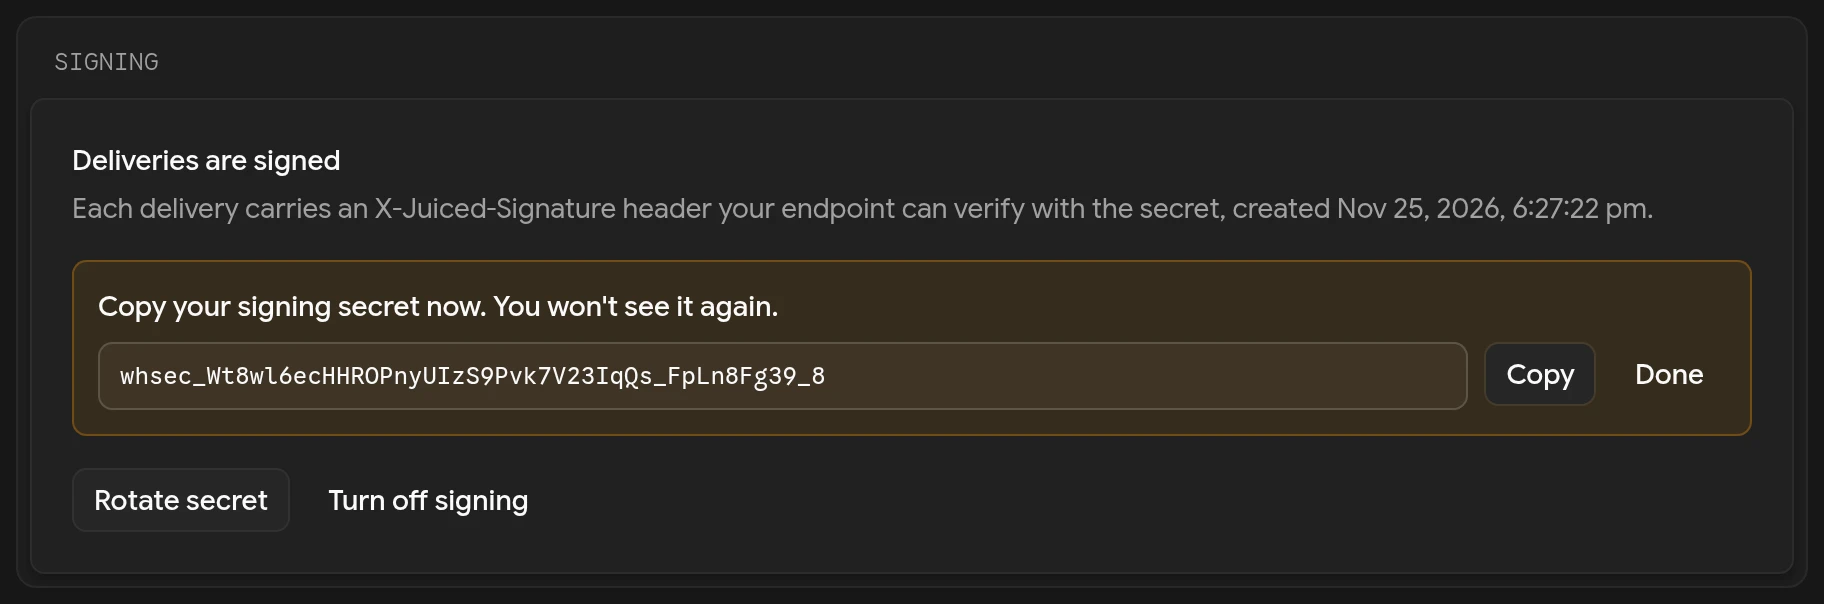 SIGNING
Deliveries are signed
Each delivery carries an X-Juiced-Signature header your endpoint can verify with the secret, created Nov 25, 2026, 6:27:22 pm.
Copy your signing secret now. You won't see it again.
whsec_Wt8wl6ecHHROPnyUIzS9Pvk7V23IqQs_FpLn8Fg39_8
Copy
Done
Rotate secret
Turn off signing